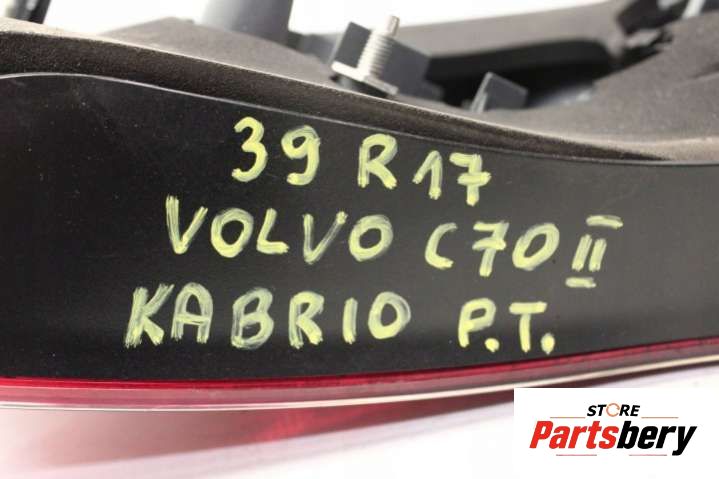 39 R17
VOLVO C70 II
KABRIO P.T.
STORE
Partsbery